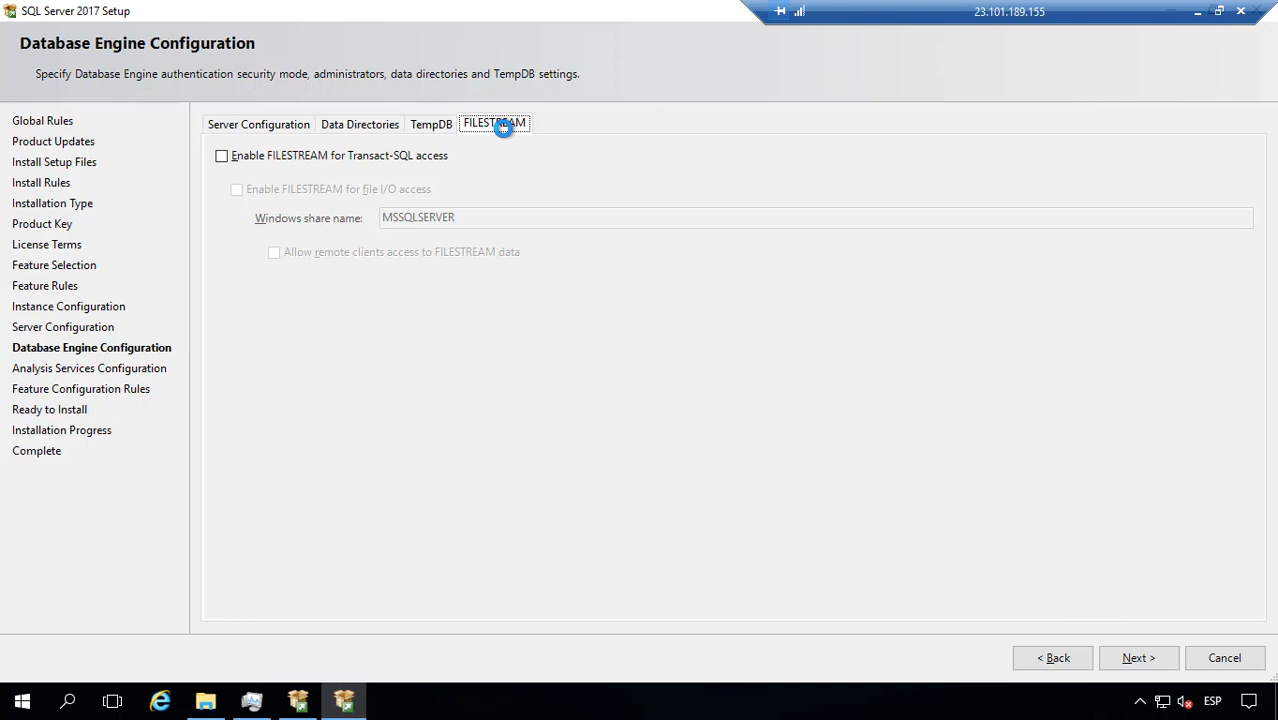 SQL Server 2017 Setup
23.101.189.155
Database Engine Configuration
Specify Database Engine authentication security mode, administrators, data directories and TempDB settings.
Global Rules
Product Updates
Install Setup Files
Install Rules
Installation Type
Product Key
License Terms
Feature Selection
Feature Rules
Instance Configuration
Server Configuration
Database Engine Configuration
Analysis Services Configuration
Feature Configuration Rules
Ready to Install
Installation Progress
Complete
Server Configuration Data Directories TempDB FILESTREAM
Enable FILESTREAM for Transact-SQL access
Enable FILESTREAM for file I/O access
Windows share name: MSSQLSERVER
Allow remote clients access to FILESTREAM data
< Back Next > Cancel
ESP